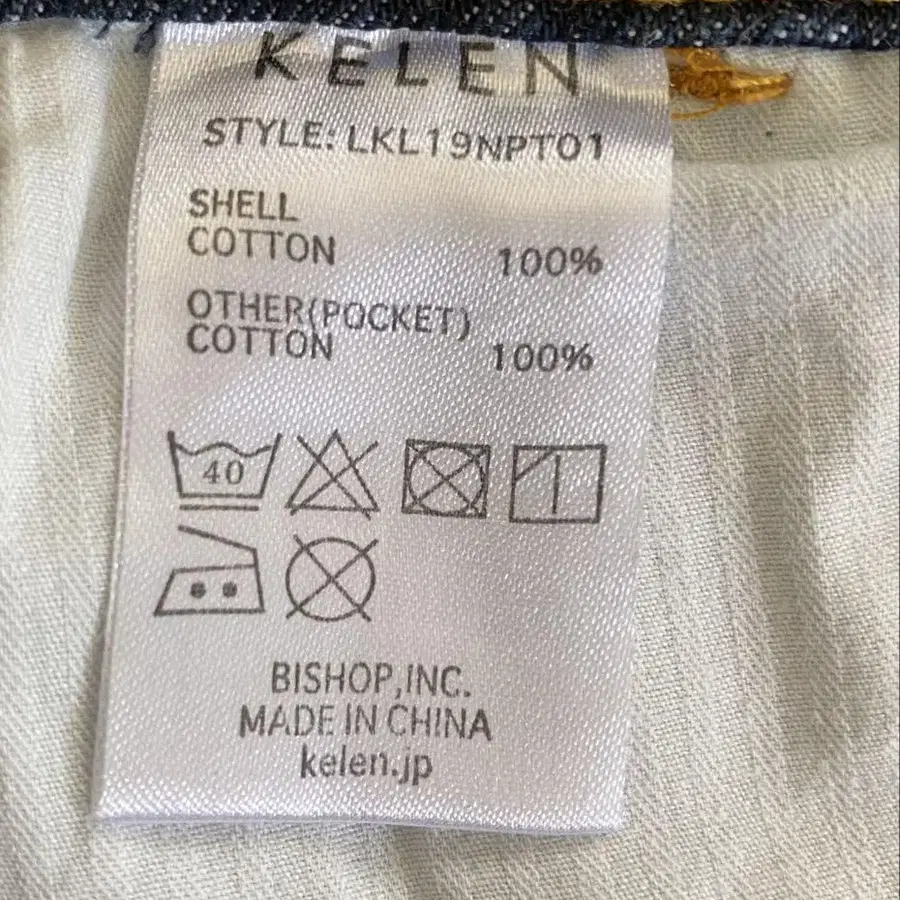 KELEN
STYLE: LKL19NPT01
SHELL
COTTON 100%
OTHER(POCKET)
COTTON 100%
40
BISHOP,INC.
MADE IN CHINA
kelen.jp